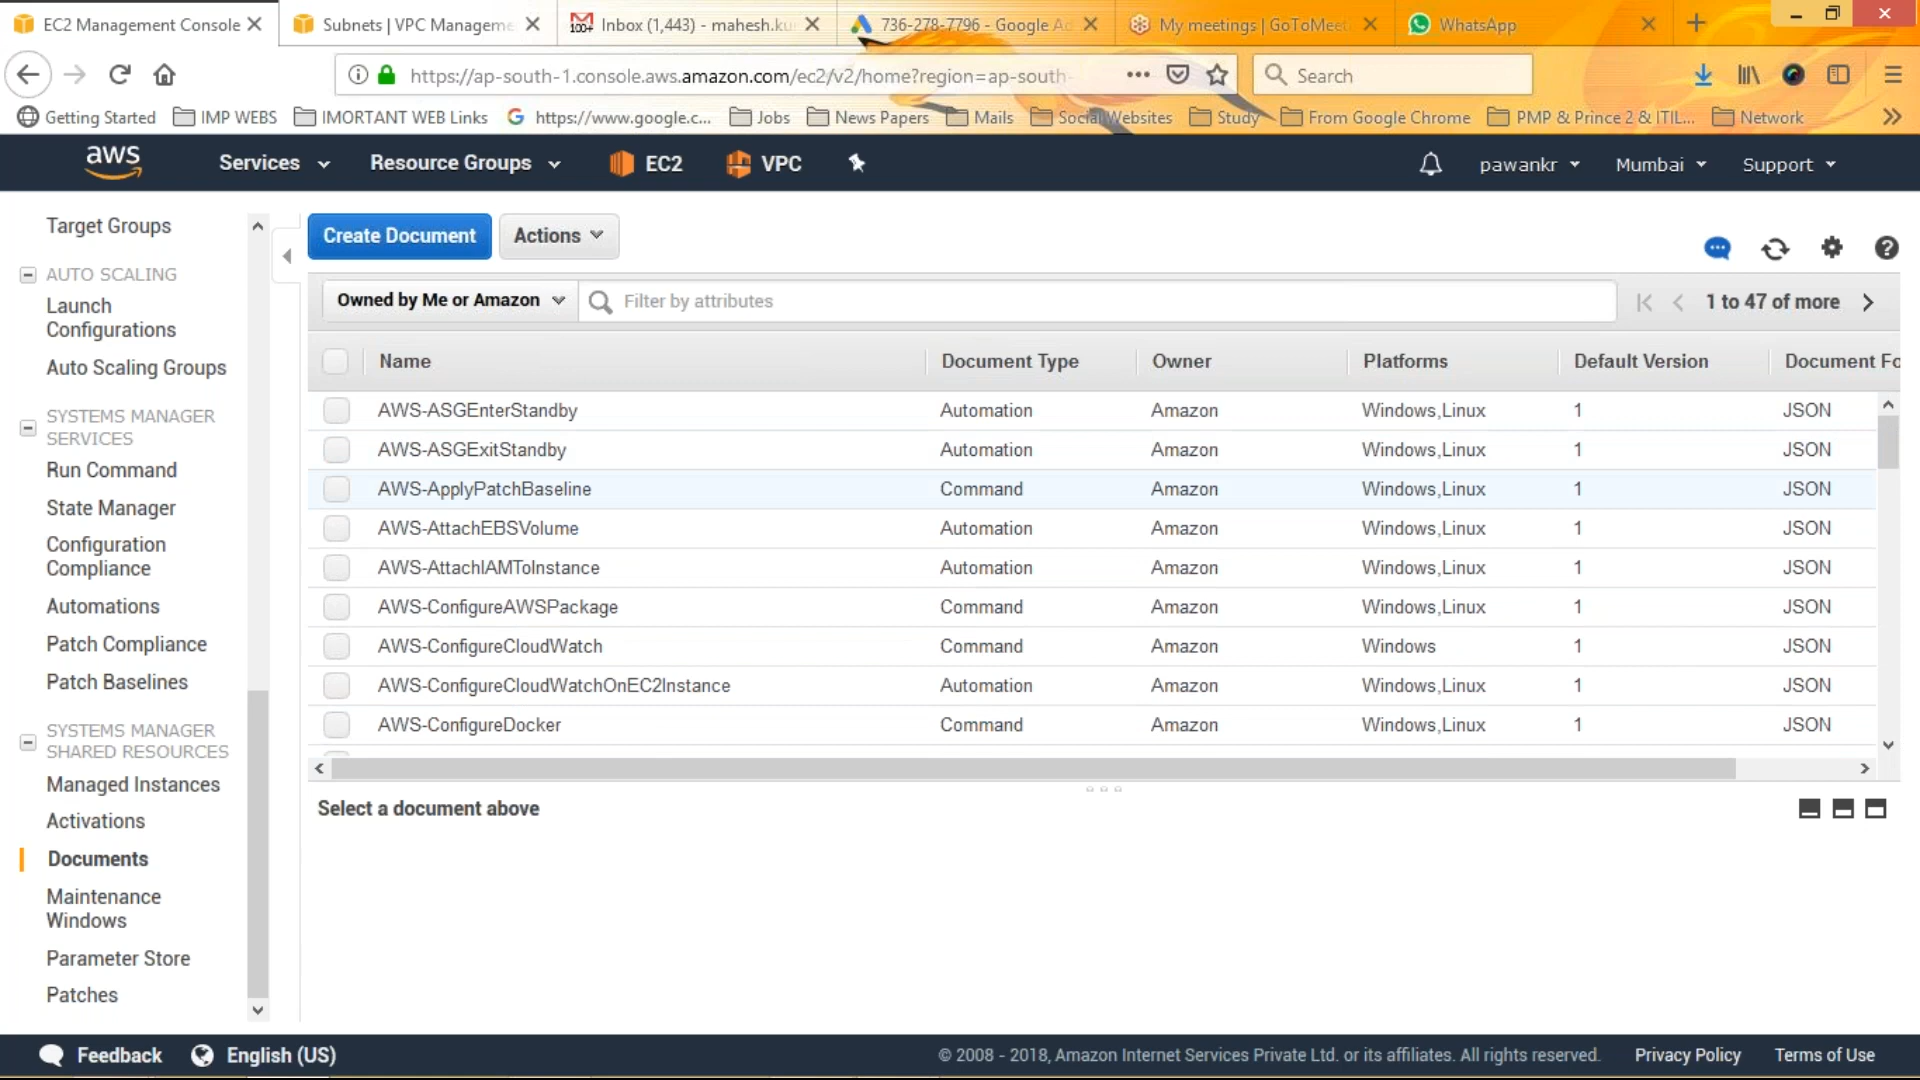 EC2 Management Console
Subnets | VPC Manageme
100+
Inbox (1,443) - mahesh.ku
736-278-7796 - Google Ad
My meetings | GoToMeet
WhatsApp
https://ap-south-1.console.aws.amazon.com/ec2/v2/home?region=ap-south-
Search
Getting Started
IMP WEBS
IMORTANT WEB Links
https://www.google.c...
Jobs
News Papers
Mails
Social Websites
Study
From Google Chrome
PMP & Prince 2 & ITIL...
Network
aws
Services
Resource Groups
EC2
VPC
pawankr
Mumbai
Support
Target Groups
AUTO SCALING
Launch
Configurations
Auto Scaling Groups
SYSTEMS MANAGER
SERVICES
Run Command
State Manager
Configuration
Compliance
Automations
Patch Compliance
Patch Baselines
SYSTEMS MANAGER
SHARED RESOURCES
Managed Instances
Activations
Documents
Maintenance
Windows
Parameter Store
Patches
Create Document
Actions
Owned by Me or Amazon
Filter by attributes
1 to 47 of more
Name Document Type Owner Platforms Default Version Document Fo
AWS-ASGEnterStandby Automation Amazon Windows,Linux 1 JSON
AWS-ASGExitStandby Automation Amazon Windows,Linux 1 JSON
AWS-ApplyPatchBaseline Command Amazon Windows,Linux 1 JSON
AWS-AttachEBSVolume Automation Amazon Windows,Linux 1 JSON
AWS-AttachIAMToInstance Automation Amazon Windows,Linux 1 JSON
AWS-ConfigureAWSPackage Command Amazon Windows,Linux 1 JSON
AWS-ConfigureCloudWatch Command Amazon Windows 1 JSON
AWS-ConfigureCloudWatchOnEC2Instance Automation Amazon Windows,Linux 1 JSON
AWS-ConfigureDocker Command Amazon Windows,Linux 1 JSON
Select a document above
Feedback
English (US)
© 2008 - 2018, Amazon Internet Services Private Ltd. or its affiliates. All rights reserved.
Privacy Policy
Terms of Use